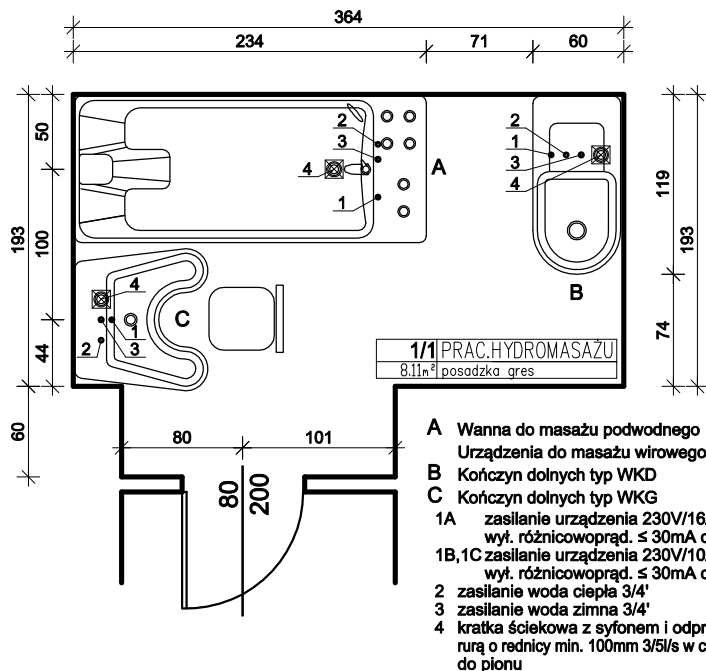 364
234 71 60
50
193
100
44
60
2
3
4
1
A
2
1
3
4
B
119
193
74
4
C
1
2
3
1/1 PRAC.HYDROMASAŻU
8.11m² posadzka gres
80 101
80
200
A Wanna do masażu podwodnego
Urządzenia do masażu wirowego
B Kończyn dolnych typ WKD
C Kończyn dolnych typ WKG
1A zasilanie urządzenia 230V/16
wył. różnicowoprąd. ≤ 30mA
1B,1C zasilanie urządzenia 230V/10
wył. różnicowoprąd. ≤ 30mA
2 zasilanie woda ciepła 3/4'
3 zasilanie woda zimna 3/4'
4 kratka ściekowa z syfonem i odpr
rurą o rednicy min. 100mm 3/5l/s w c
do pionu